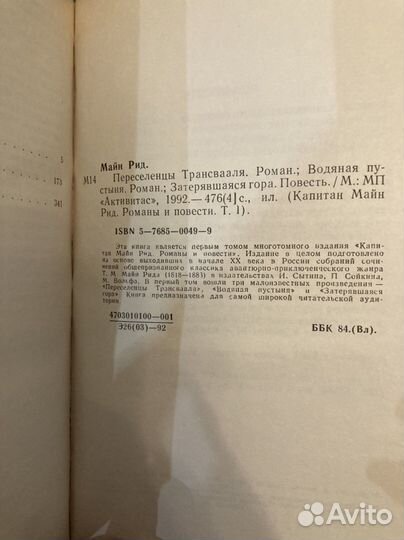 5
173
341
Майн Рид.
М14 Переселенцы Трансвааля. Роман.; Водяная пус-
тыня. Роман.; Затерявшаяся гора. Повесть. / М.: МП
«Активитас», 1992.— 476(4] с., ил. (Капитан Майн
Рид. Романы и повести. Т. 1).
ISBN 5—7685—0049—9
Эта книга является первым томом многотомного издания «Капи-
тан Майн Рид. Романы и повести». Издание в целом подготовлено
на основе выходивших в начале XX века в России собраний сочи-
нений общепризнанного классика авантюрно-приключенческого жанра
Т. М. Майн Рида (1818—1883) в издательствах И. Сытина, П. Сойкина,
М. Вольфа. В первый том вошли три малоизвестных произведения —
«Переселенцы Трансвааля», «Водяная пустыня» и «Затерявшаяся
гора». Книга предназначена для самой широкой читательской ауди-
тории.
4703010100—001
Э26(03)—92
ББК 84.(Вл).
Avito